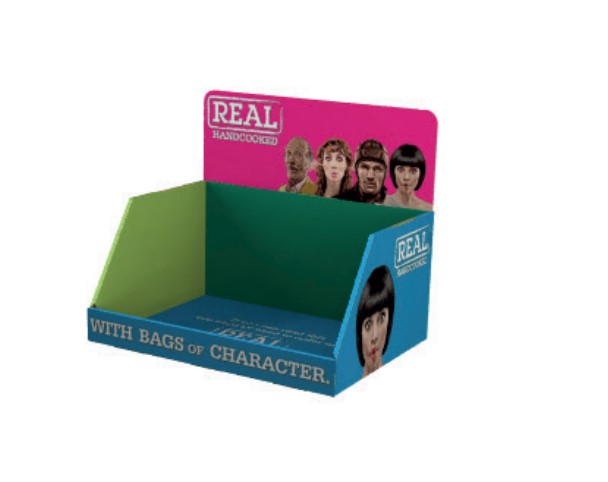 REAL
HANDCOOKED
REAL
HANDCOOKED
WITH BAGS OF CHARACTER.